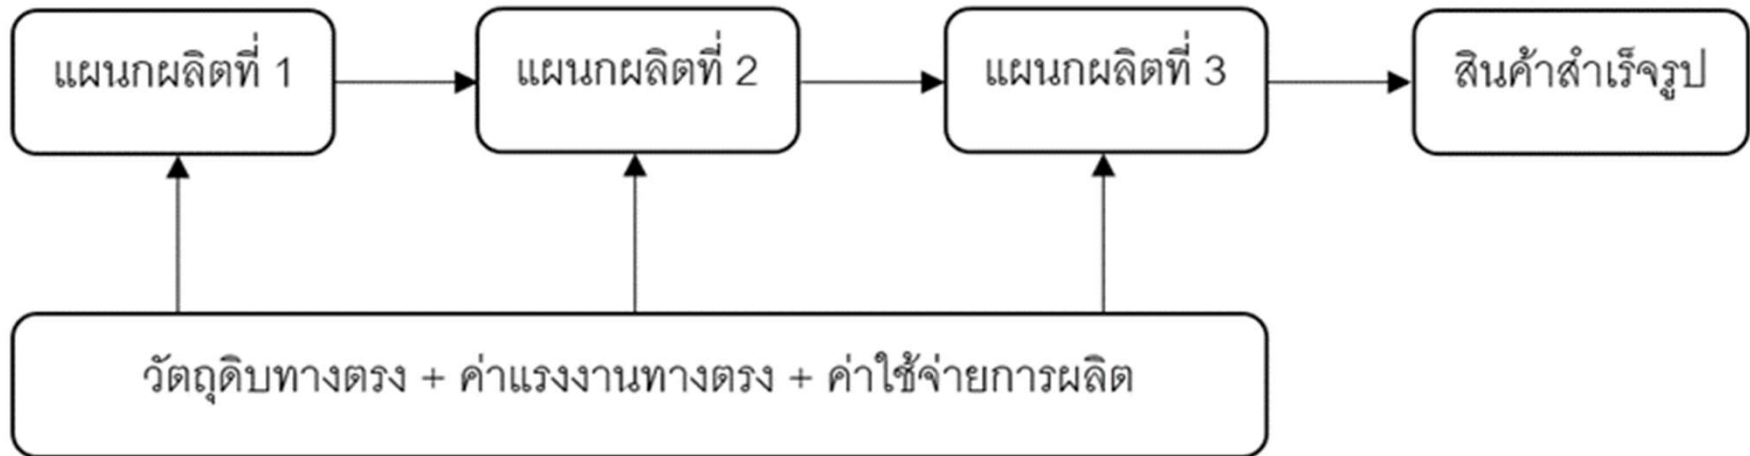 แผนกผลิตที่ 1
แผนกผลิตที่ 2
แผนกผลิตที่ 3
สินค้าสำเร็จรูป
วัตถุดิบทางตรง + ค่าแรงงานทางตรง + ค่าใช้จ่ายการผลิต